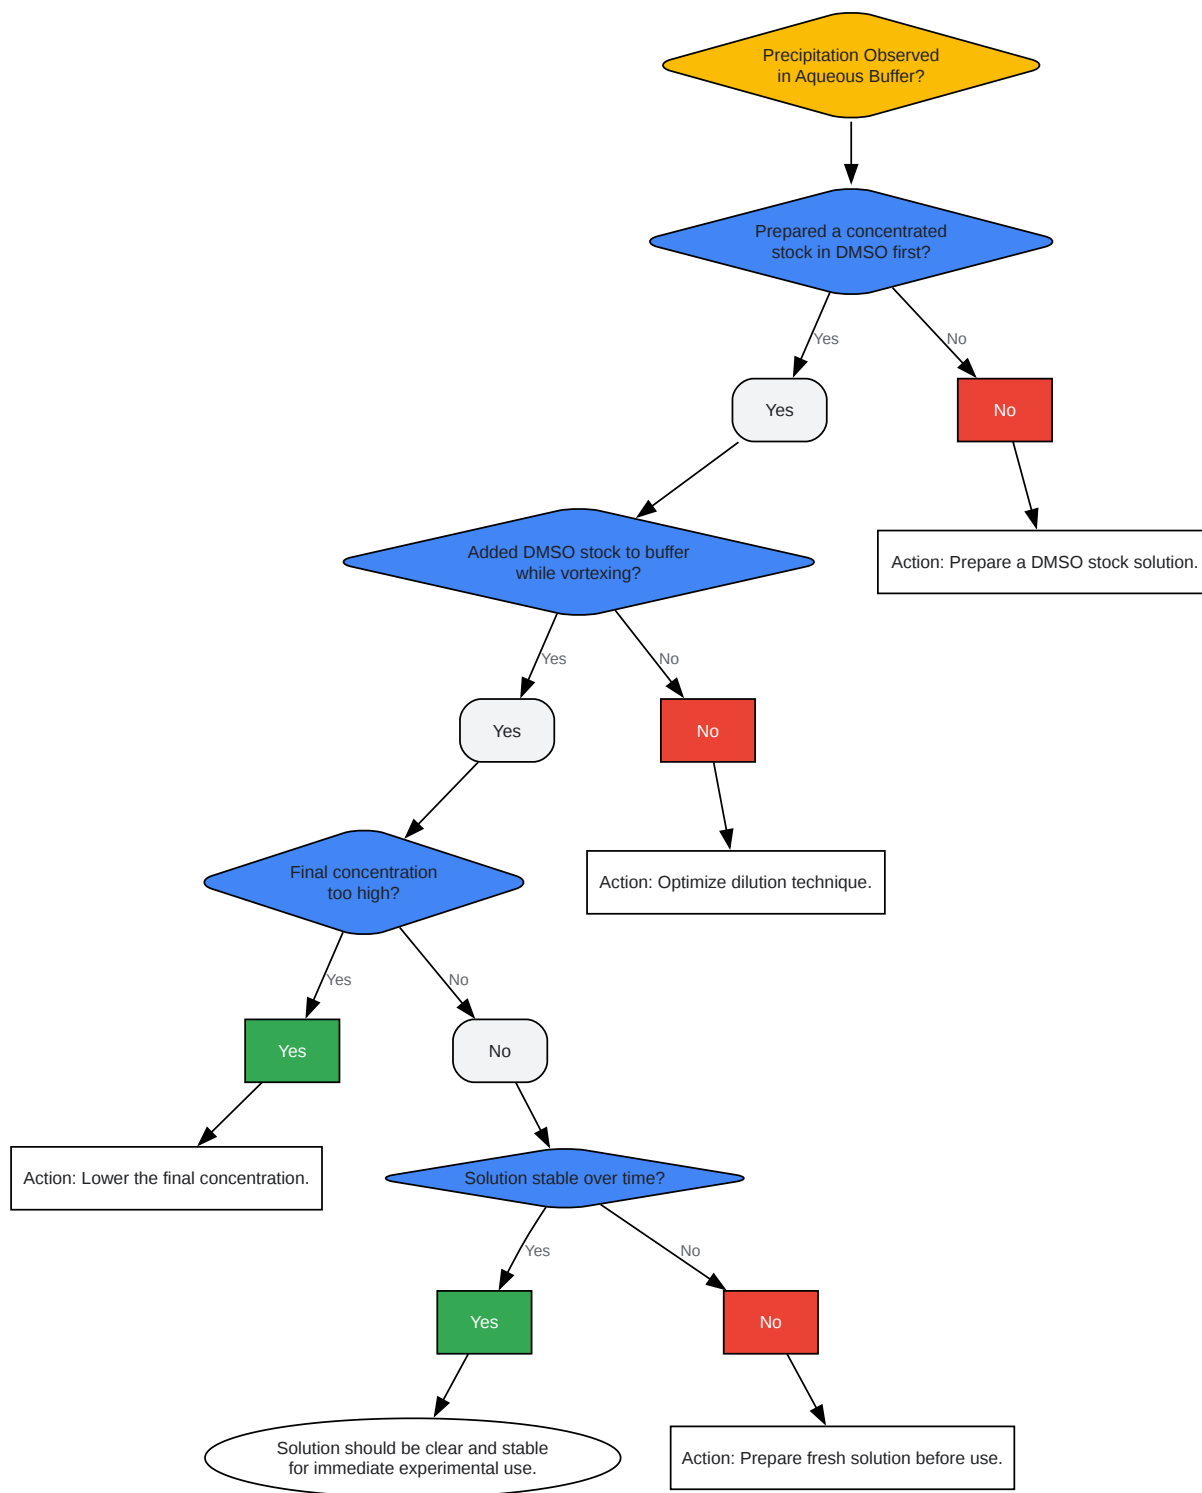 Precipitation Observed
in Aqueous Buffer?
Prepared a concentrated
stock in DMSO first?
Yes
No
Yes
No
Added DMSO stock to buffer
while vortexing?
Action: Prepare a DMSO stock solution.
Yes
No
Yes
No
Final concentration
too high?
Action: Optimize dilution technique.
Yes
No
Yes
No
Action: Lower the final concentration.
Solution stable over time?
Yes
No
Yes
No
Solution should be clear and stable
for immediate experimental use.
Action: Prepare fresh solution before use.